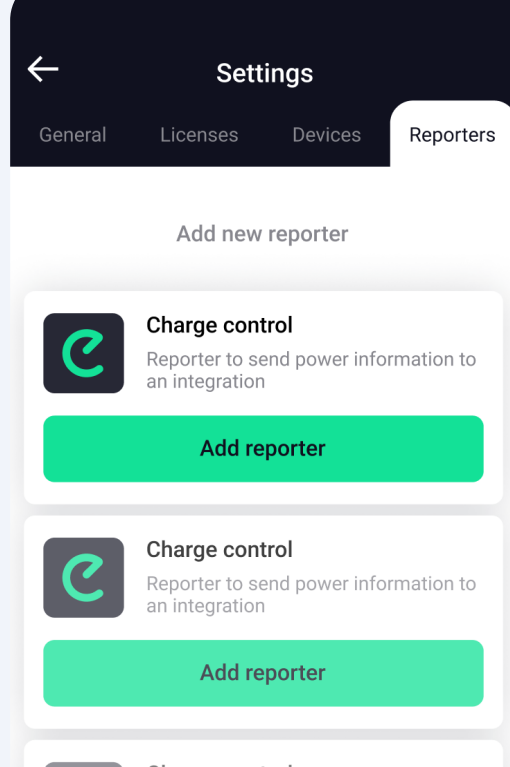 Settings
General Licenses Devices Reporters
Add new reporter
Charge control
Reporter to send power information to
an integration
Add reporter
Charge control
Reporter to send power information to
an integration
Add reporter